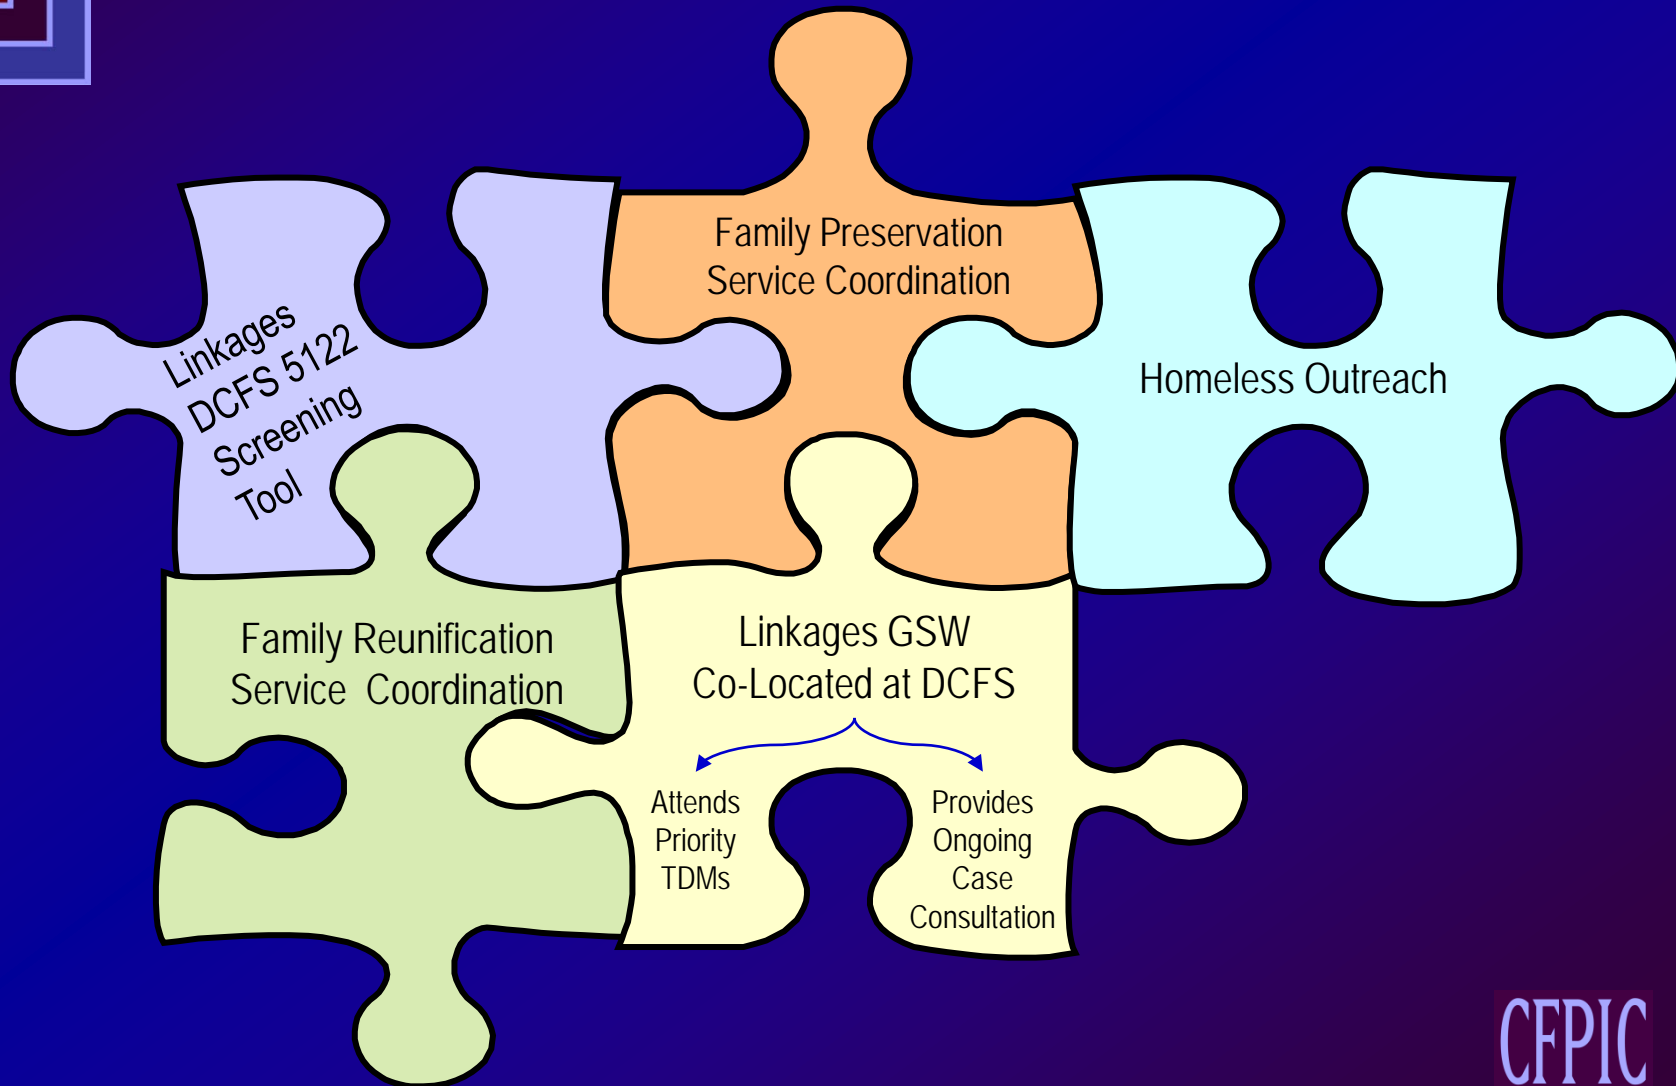 Family Preservation
Service Coordination
Linkages
DCFS 5122
Screening
Tool
Homeless Outreach
Family Reunification
Service Coordination
Linkages GSW
Co-Located at DCFS
Attends
Priority
TDMs
Provides
Ongoing
Case
Consultation
CFPIC